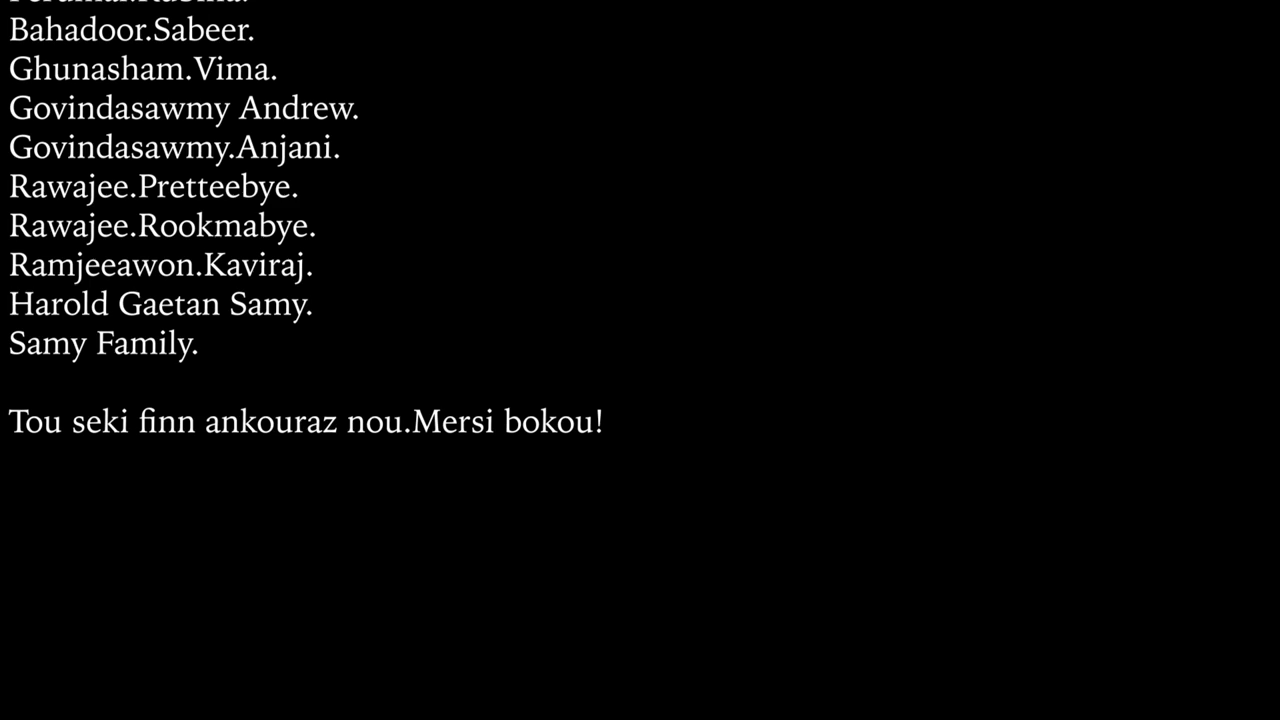 Bahadoor.Sabeer.
Ghunasham.Vima.
Govindasawmy Andrew.
Govindasawmy.Anjani.
Rawajee.Pretteebye.
Rawajee.Rookmabye.
Ramjeeawon.Kaviraj.
Harold Gaetan Samy.
Samy Family.
Tou seki finn ankouraz nou.Mersi bokou!